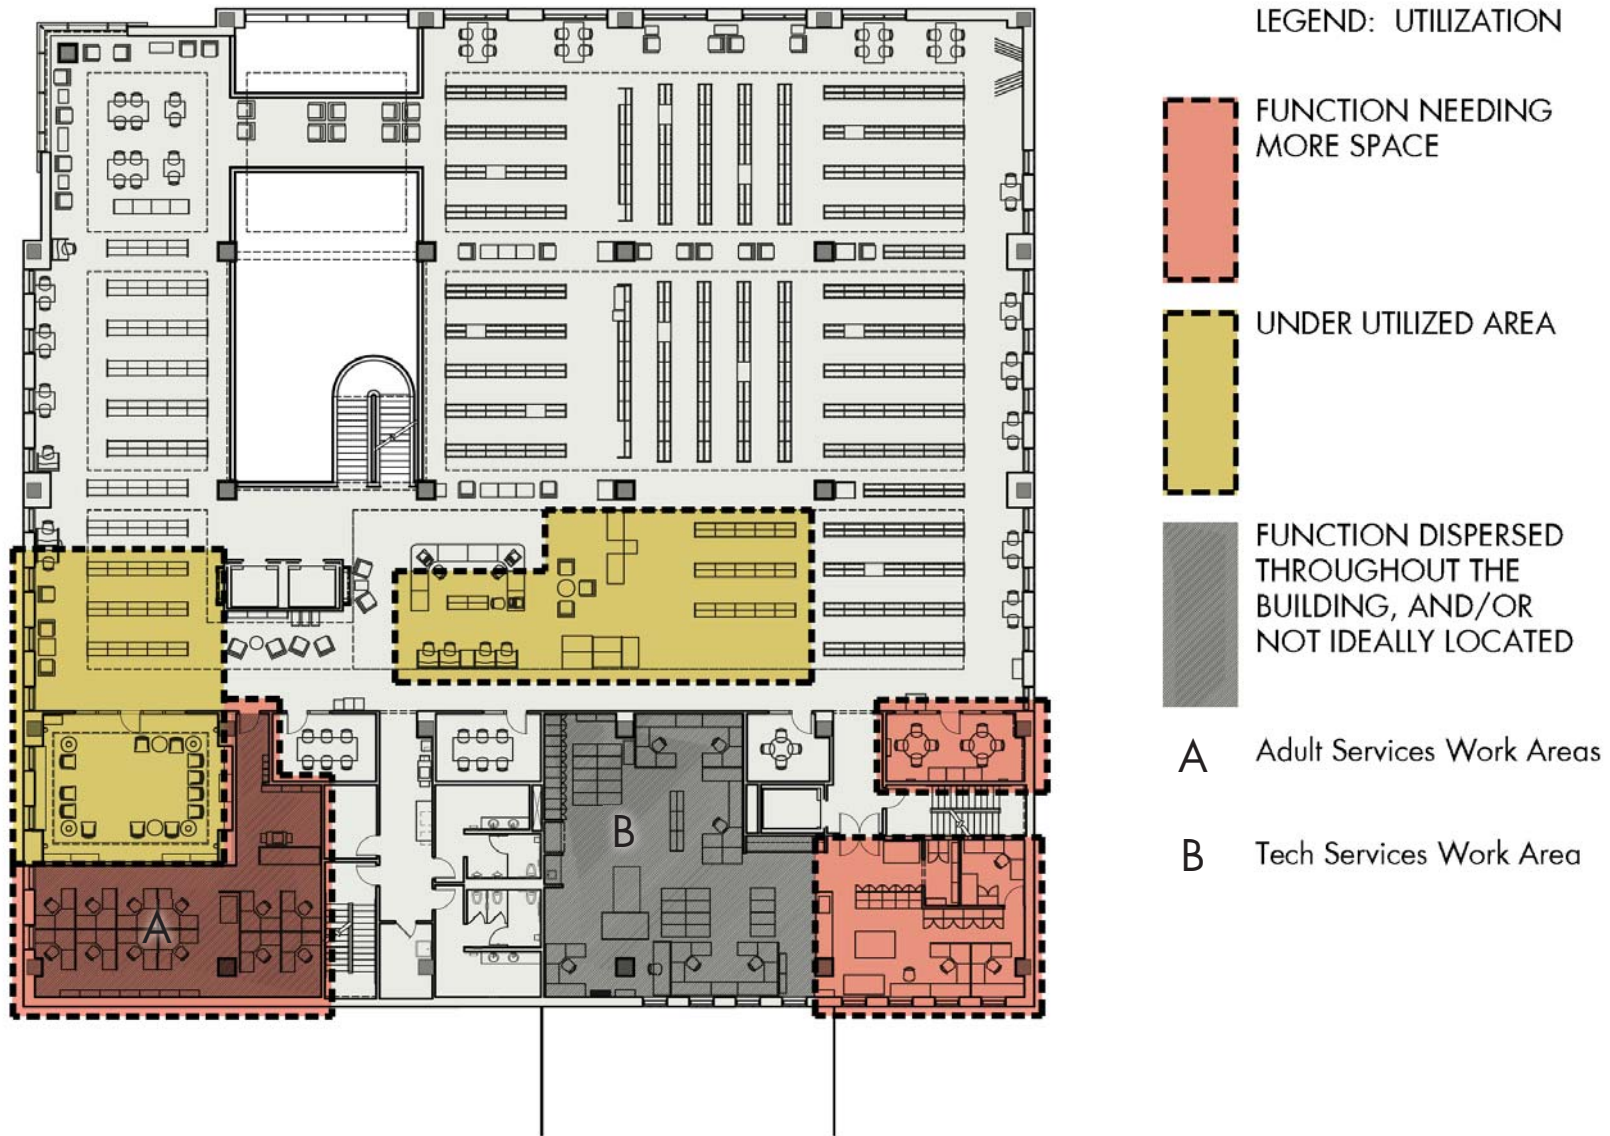 LEGEND: UTILIZATION
FUNCTION NEEDING
MORE SPACE
UNDER UTILIZED AREA
FUNCTION DISPERSED
THROUGHOUT THE
BUILDING, AND/OR
NOT IDEALLY LOCATED
A Adult Services Work Areas
B Tech Services Work Area
B
A